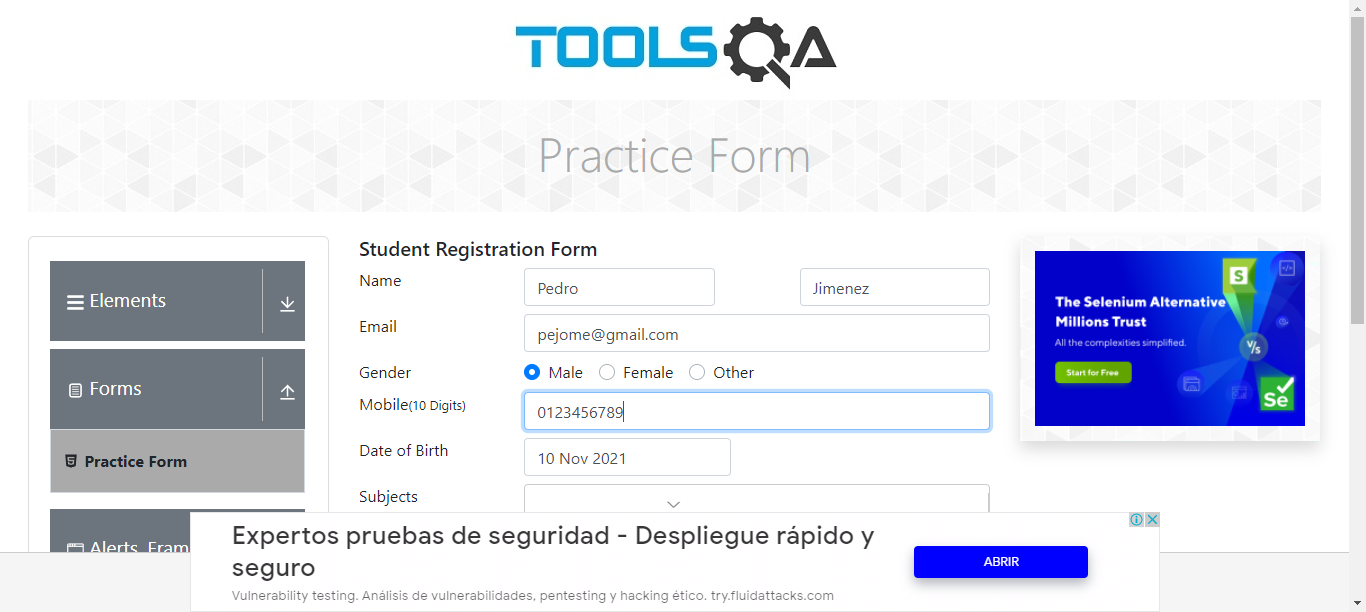 TOOLSQA
Practice Form
Elements
Forms
Practice Form
Alerts, Fram
Student Registration Form
Name
Pedro
Jimenez
Email
pejome@gmail.com
Gender
Male Female Other
Mobile(10 Digits)
0123456789
Date of Birth
10 Nov 2021
Subjects
The Selenium Alternative
Millions Trust
All the complexities simplified.
Start for Free
S
V/s
Se
Expertos pruebas de seguridad - Despliegue rápido y
seguro
Vulnerability testing. Análisis de vulnerabilidades, pentesting y hacking ético. try.fluidattacks.com
ABRIR